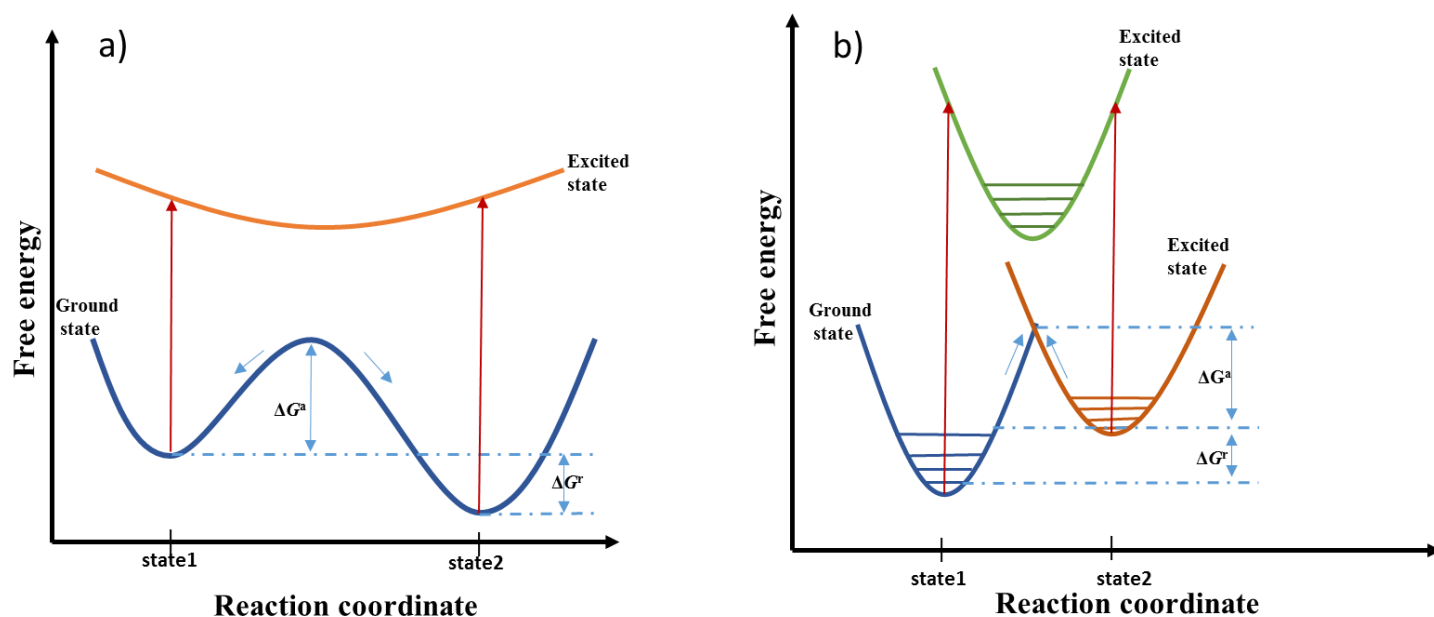 a)
Free energy
Excited
state
Ground
state
ΔGᵃ
ΔGʳ
state1
state2
Reaction coordinate
b)
Free energy
Excited
state
Excited
state
Ground
state
ΔGᵃ
ΔGʳ
state1
state2
Reaction coordinate